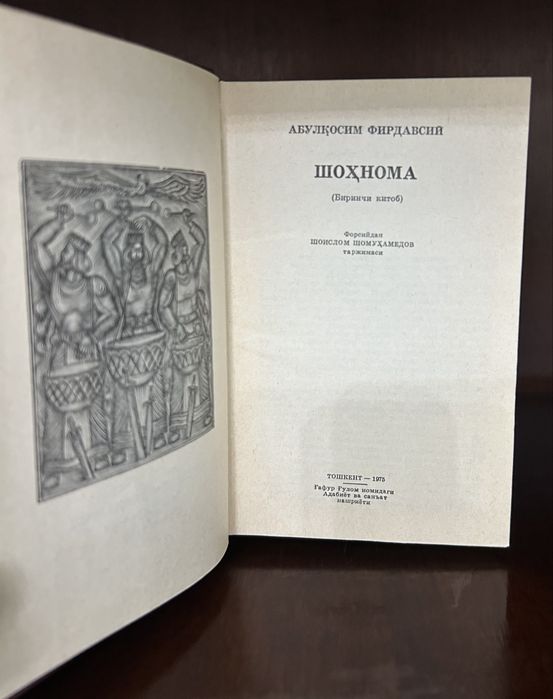 АБУЛҚОСИМ ФИРДАВСИЙ
ШОҲНОМА
(Биринчи китоб)
Форсийдан
ШОИСЛОМ ШОМУҲАМЕДОВ
таржимаси
ТОШКЕНТ — 1975
Ғафур Ғулом номидаги
Адабиёт ва санъат
нашриёти